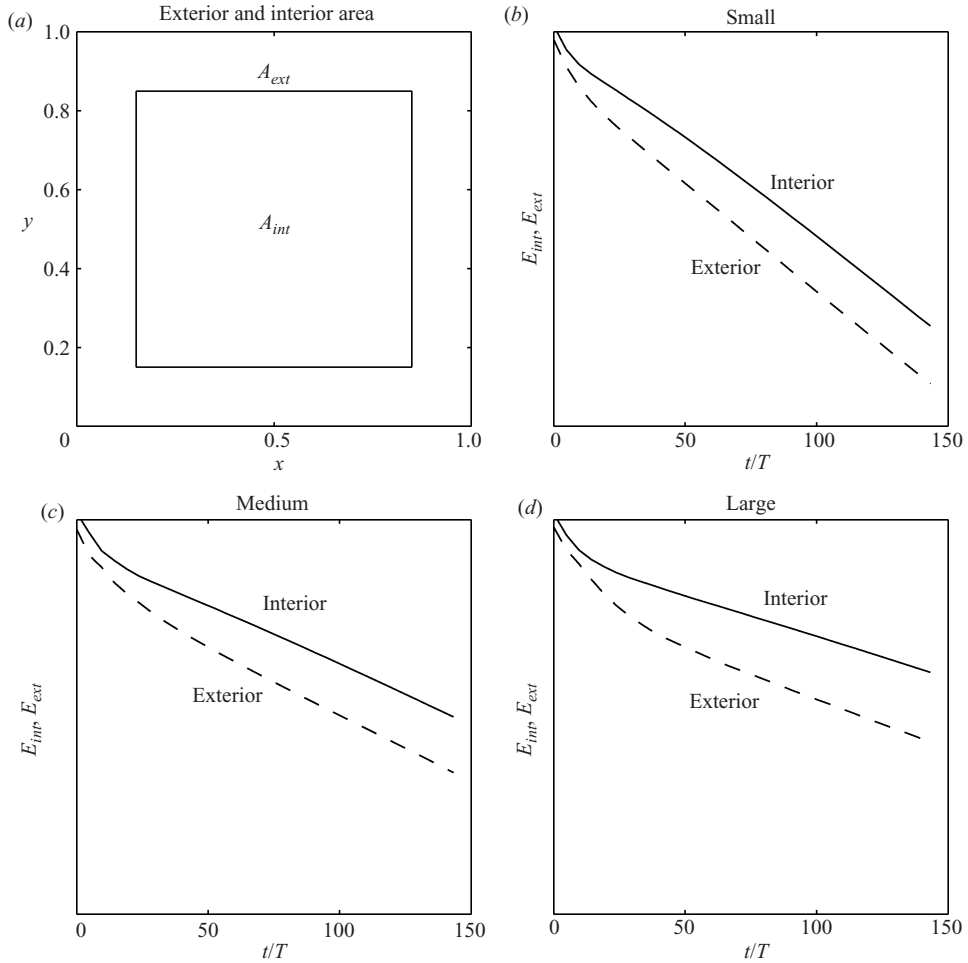 (a)
Exterior and interior area
1.0
A_ext
0.8
0.6
y
A_int
0.4
0.2
0
0.5
1.0
x
(b)
Small
E_int, E_ext
Interior
Exterior
0
50
100
150
t/T
(c)
Medium
E_int, E_ext
Interior
Exterior
0
50
100
150
t/T
(d)
Large
E_int, E_ext
Interior
Exterior
0
50
100
150
t/T